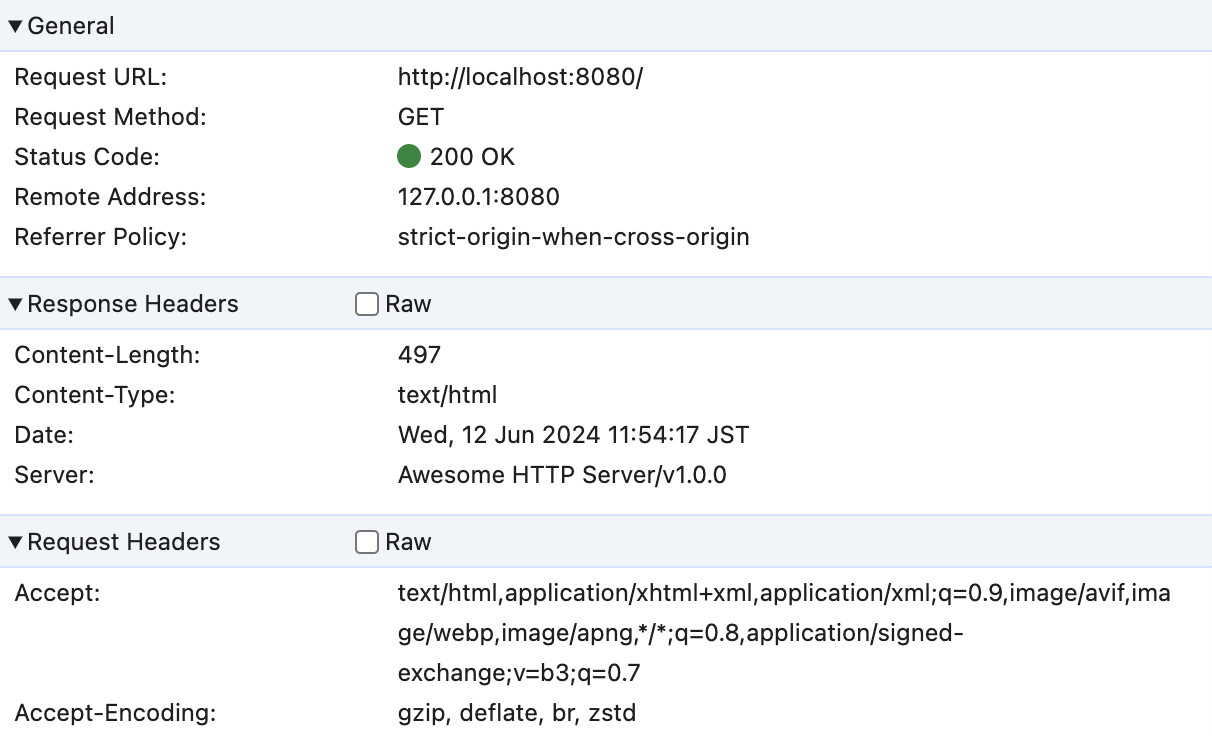 General
Request URL: http://localhost:8080/
Request Method: GET
Status Code: 200 OK
Remote Address: 127.0.0.1:8080
Referrer Policy: strict-origin-when-cross-origin
Response Headers Raw
Content-Length: 497
Content-Type: text/html
Date: Wed, 12 Jun 2024 11:54:17 JST
Server: Awesome HTTP Server/v1.0.0
Request Headers Raw
Accept: text/html,application/xhtml+xml,application/xml;q=0.9,image/avif,ima
ge/webp,image/apng,*/*;q=0.8,application/signed-
exchange;v=b3;q=0.7
Accept-Encoding: gzip, deflate, br, zstd